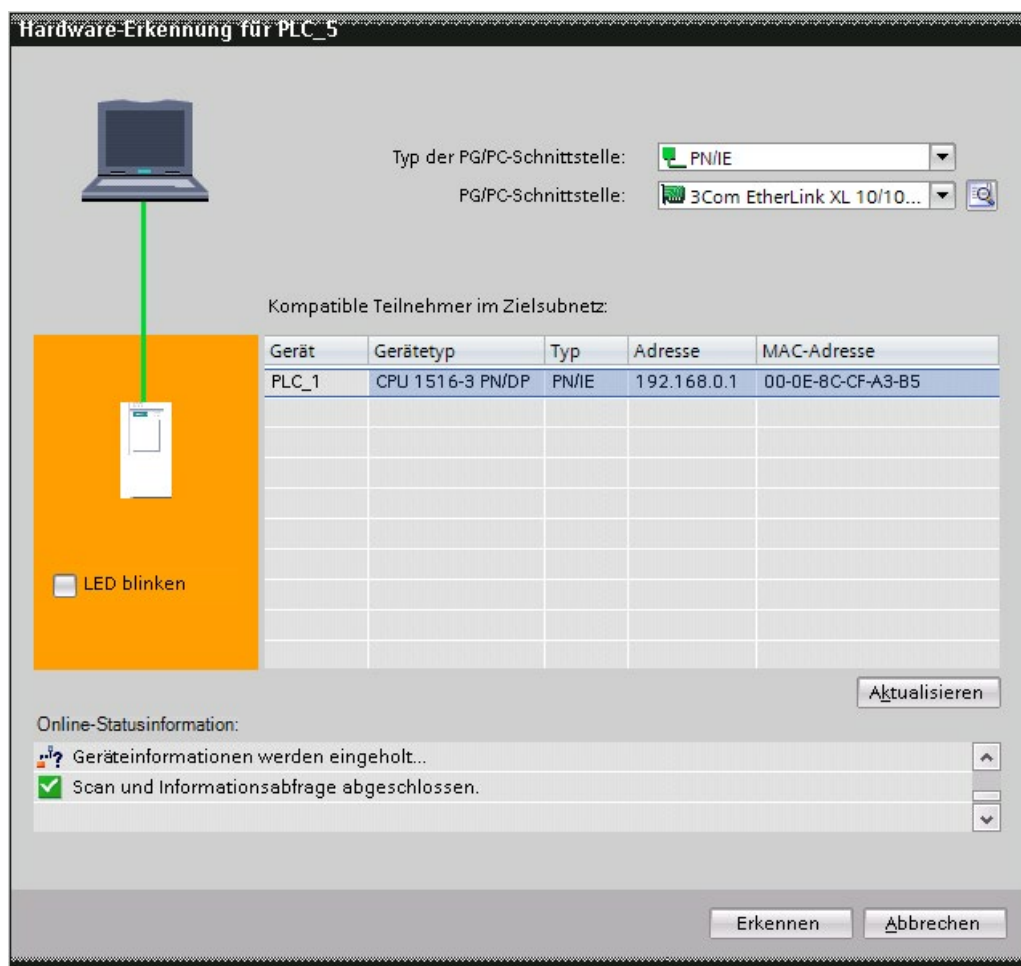 Hardware-Erkennung für PLC_5
Typ der PG/PC-Schnittstelle: PN/IE
PG/PC-Schnittstelle: 3Com EtherLink XL 10/10...
Kompatible Teilnehmer im Zielsubnetz:
Gerät Gerätetyp Typ Adresse MAC-Adresse
PLC_1 CPU 1516-3 PN/DP PN/IE 192.168.0.1 00-0E-8C-CF-A3-B5
LED blinken
Aktualisieren
Online-Statusinformation:
Geräteinformationen werden eingeholt...
Scan und Informationsabfrage abgeschlossen.
Erkennen Abbrechen